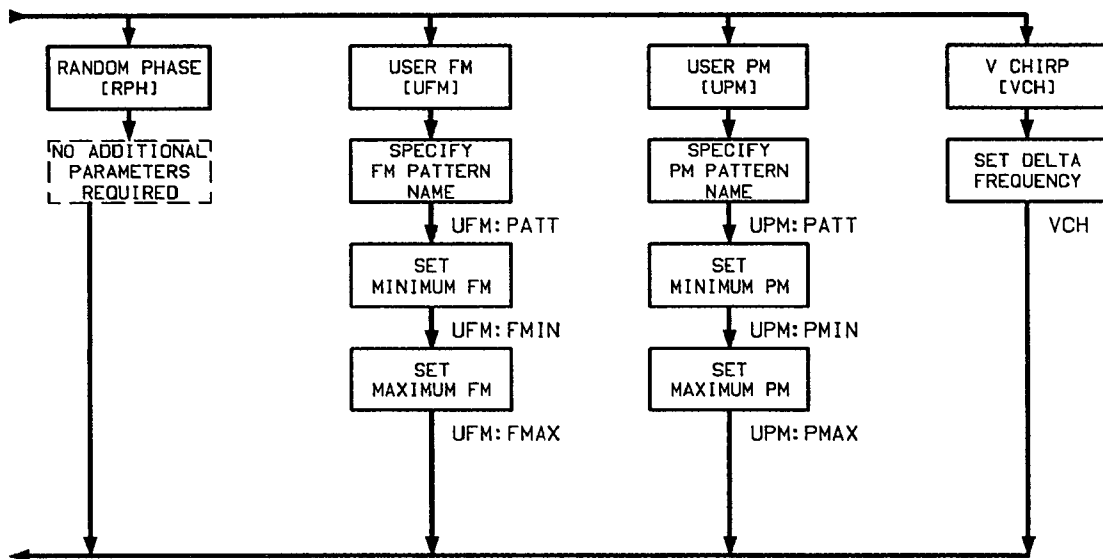 RANDOM PHASE
[RPH]
NO ADDITIONAL
PARAMETERS
REQUIRED
USER FM
[UFM]
SPECIFY
FM PATTERN
NAME
UFM:PATT
SET
MINIMUM FM
UFM:FMIN
SET
MAXIMUM FM
UFM:FMAX
USER PM
[UPM]
SPECIFY
PM PATTERN
NAME
UPM:PATT
SET
MINIMUM PM
UPM:PMIN
SET
MAXIMUM PM
UPM:PMAX
V CHIRP
[VCH]
SET DELTA
FREQUENCY
VCH